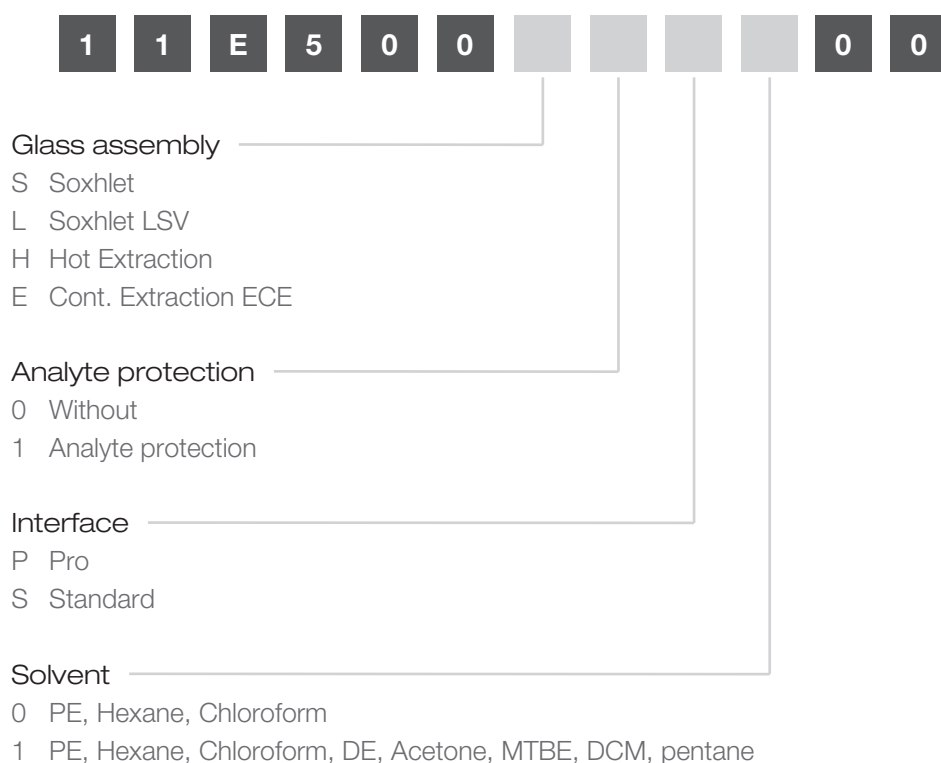 1 1 E 5 0 0 0 0
Glass assembly
S Soxhlet
L Soxhlet LSV
H Hot Extraction
E Cont. Extraction ECE
Analyte protection
0 Without
1 Analyte protection
Interface
P Pro
S Standard
Solvent
0 PE, Hexane, Chloroform
1 PE, Hexane, Chloroform, DE, Acetone, MTBE, DCM, pentane